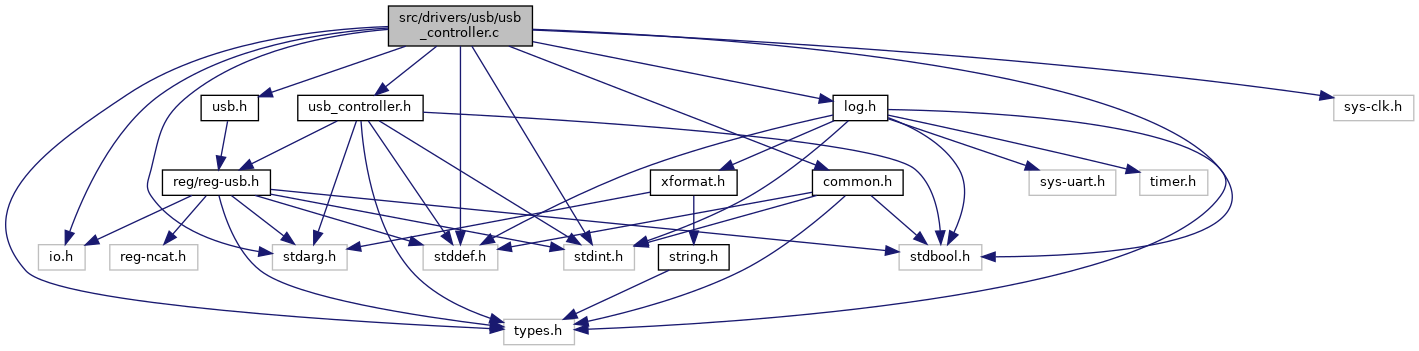 src/drivers/usb/usb
_controller.c
usb.h
usb_controller.h
log.h
sys-clk.h
reg/reg-usb.h
xformat.h
common.h
sys-uart.h
timer.h
io.h
reg-ncat.h
stdarg.h
stddef.h
stdint.h
string.h
stdbool.h
types.h